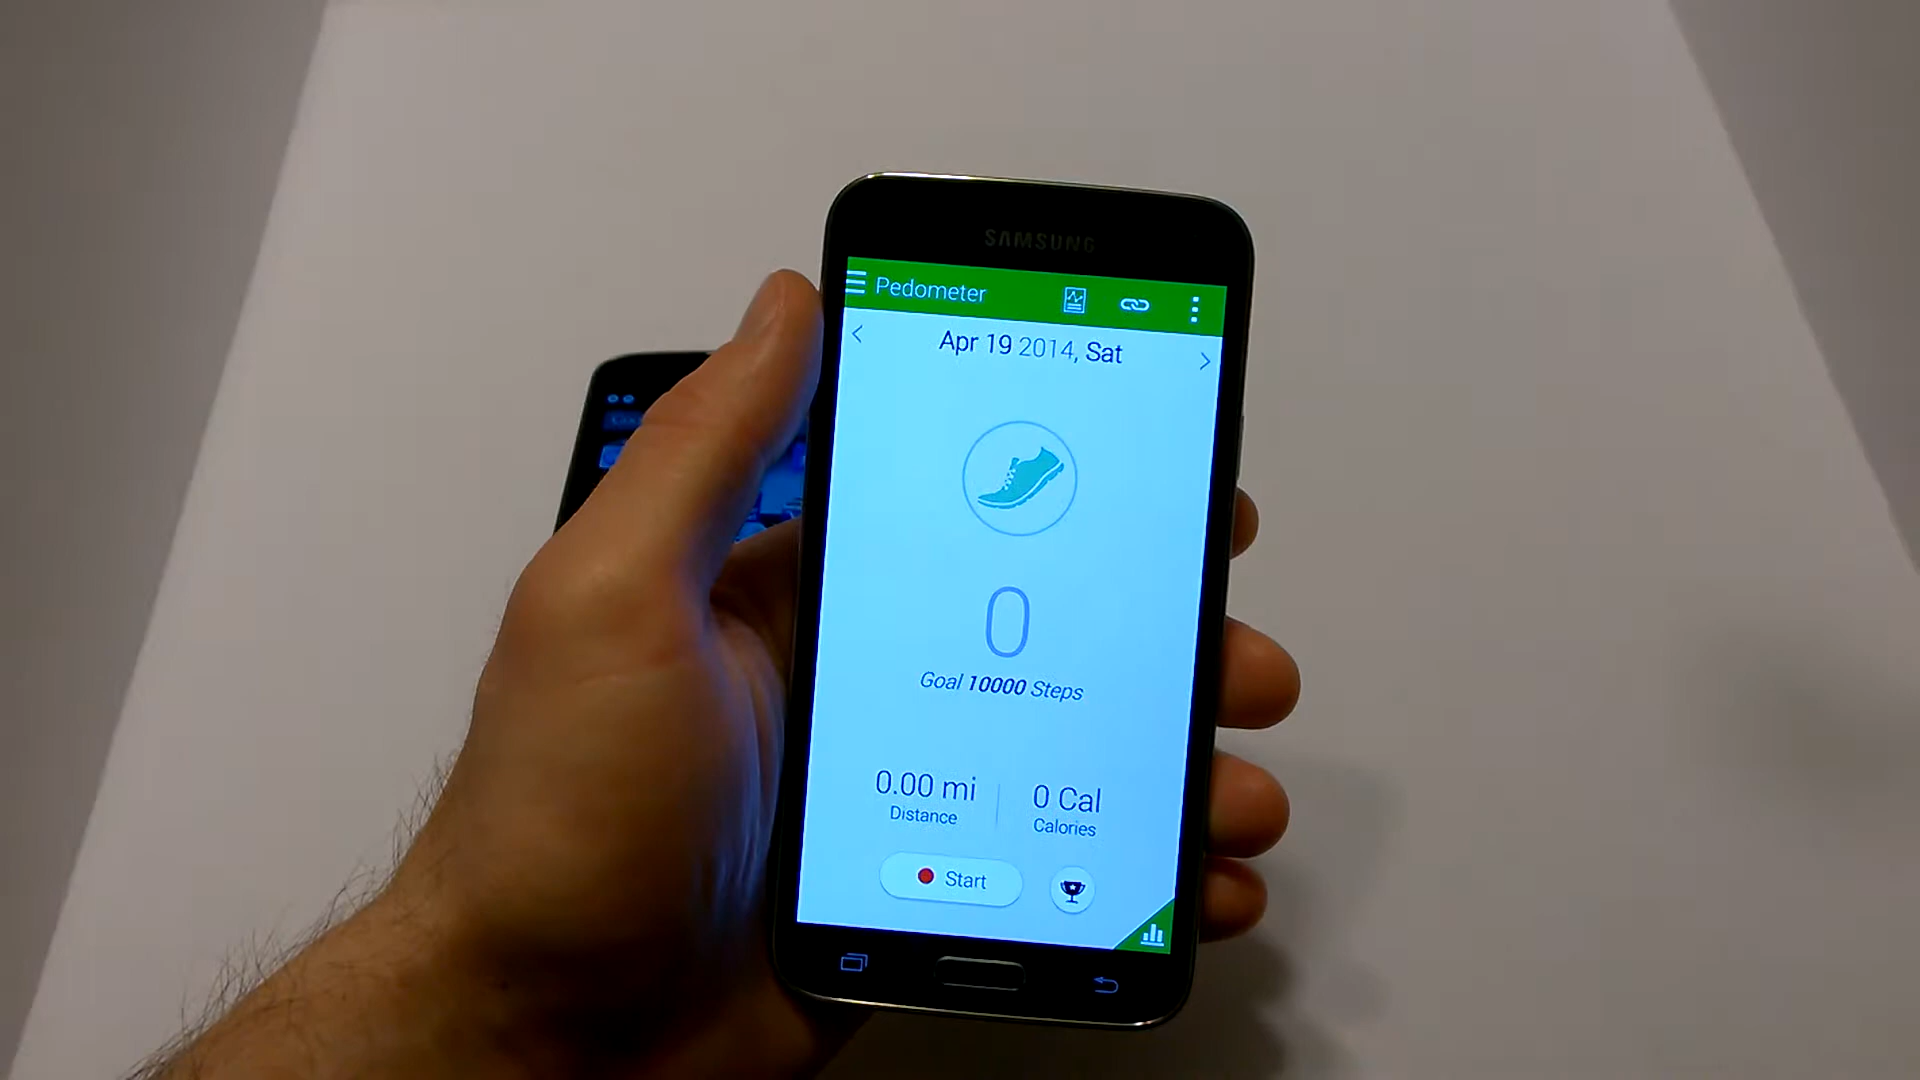 SAMSUNG
Pedometer
Apr 19 2014, Sat
0
Goal 10000 Steps
0.00 mi
Distance
0 Cal
Calories
Start